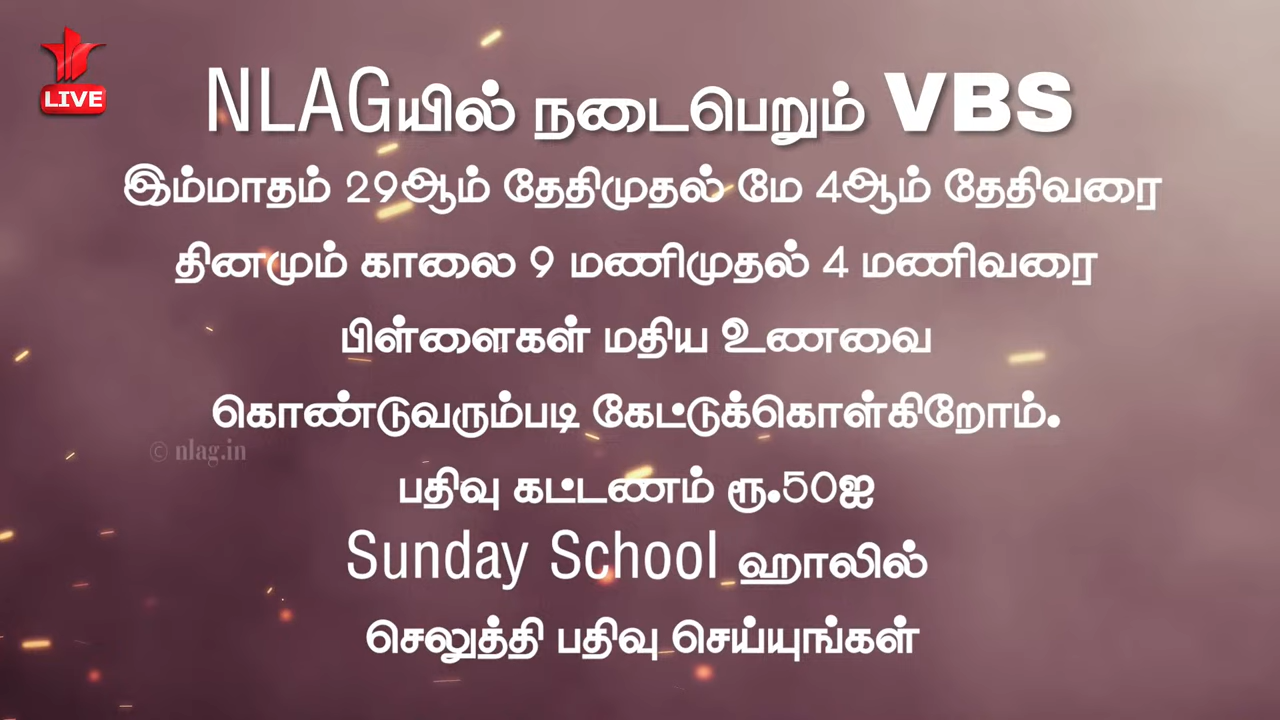 LIVE
NLAGயில் நடைபெறும் VBS
இம்மாதம் 29ஆம் தேதிமுதல் மே 4ஆம் தேதிவரை
தினமும் காலை 9 மணிமுதல் 4 மணிவரை
பிள்ளைகள் மதிய உணவை
கொண்டுவரும்படி கேட்டுக்கொள்கிறோம்.
© nlag.in
பதிவு கட்டணம் ரூ.50ஐ
Sunday School ஹாலில்
செலுத்தி பதிவு செய்யுங்கள்